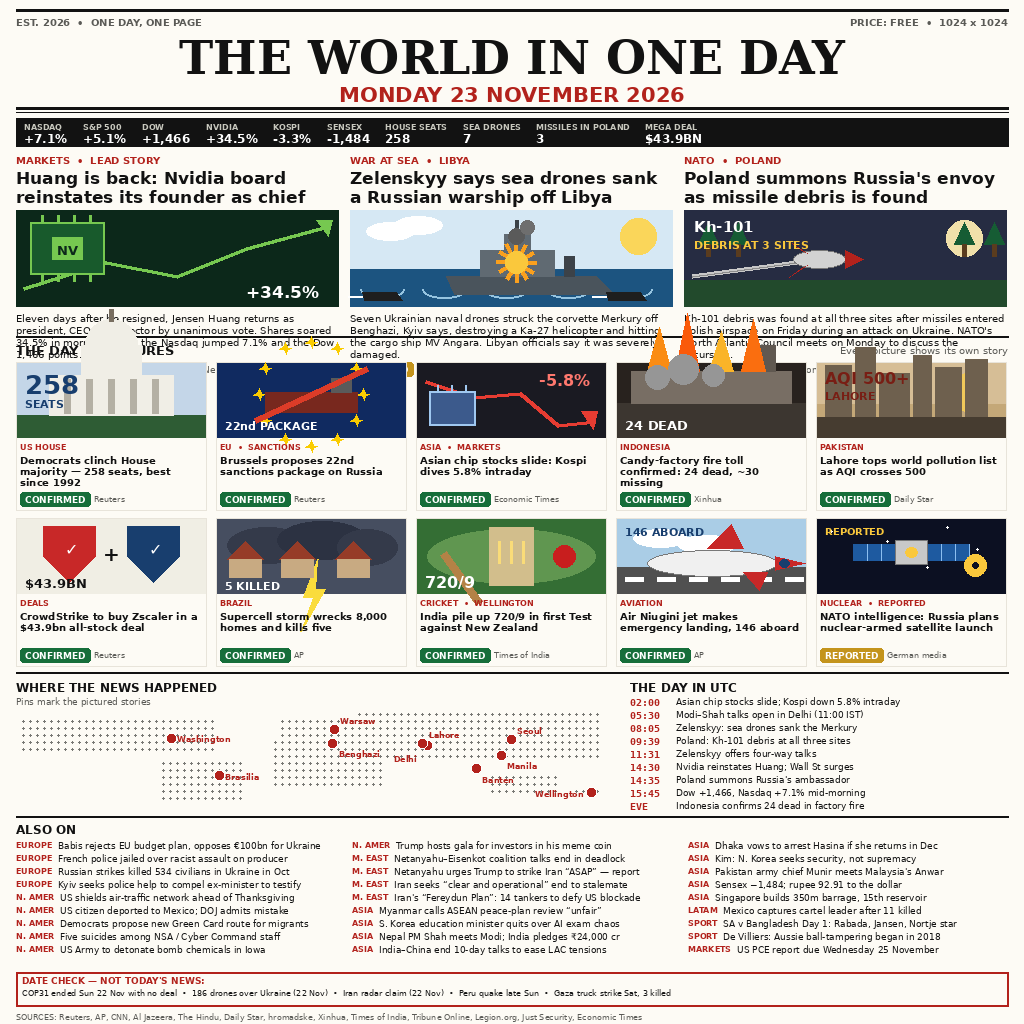 EST. 2026 • ONE DAY, ONE PAGE
PRICE: FREE • 1024 x 1024
THE WORLD IN ONE DAY
MONDAY 23 NOVEMBER 2026
NASDAQ
+7.1%
S&P 500
+5.1%
DOW
+1,466
NVIDIA
+34.5%
KOSPI
-3.3%
SENSEX
-1,484
HOUSE SEATS
258
SEA DRONES
7
MISSILES IN POLAND
3
MEGA DEAL
$43.9BN
MARKETS • LEAD STORY
Huang is back: Nvidia board
reinstates its founder as chief
NV
+34.5%
Eleven days after resigned, Jensen Huang returns as
president, CEO by unanimous vote. Shares soared
34.5% in the Nasdaq jumped 7.1% and the Dow
1,466 points.
WAR AT SEA • LIBYA
Zelenskyy says sea drones sank
a Russian warship off Libya
Seven Ukrainian naval drones struck the corvette Merkury off
Benghazi, Kyiv says, destroying a Ka-27 helicopter and hitting
the cargo ship MV Angara. Libyan officials say it was severely
damaged.
NATO • POLAND
Poland summons Russia's envoy
as missile debris is found
Kh-101
DEBRIS AT 3 SITES
Kh-101 debris was found at all three sites after missiles entered
Polish airspace on Friday during an attack on Ukraine. NATO's
North Atlantic Council meets on Monday to discuss the
THE DAY
Every picture shows its own story
258
SEATS
US HOUSE
Democrats clinch House
majority — 258 seats, best
since 1992
CONFIRMED Reuters
22nd PACKAGE
EU • SANCTIONS
Brussels proposes 22nd
sanctions package on Russia
CONFIRMED Reuters
-5.8%
ASIA • MARKETS
Asian chip stocks slide: Kospi
dives 5.8% intraday
CONFIRMED Economic Times
24 DEAD
INDONESIA
Candy-factory fire toll
confirmed: 24 dead, ~30
missing
CONFIRMED Xinhua
AQI 500+
LAHORE
PAKISTAN
Lahore tops world pollution list
as AQI crosses 500
CONFIRMED Daily Star
✓ + ✓
$43.9BN
DEALS
CrowdStrike to buy Zscaler in a
$43.9bn all-stock deal
CONFIRMED Reuters
5 KILLED
BRAZIL
Supercell storm wrecks 8,000
homes and kills five
CONFIRMED AP
720/9
CRICKET • WELLINGTON
India pile up 720/9 in first Test
against New Zealand
CONFIRMED Times of India
146 ABOARD
AVIATION
Air Niugini jet makes
emergency landing, 146 aboard
CONFIRMED AP
REPORTED
NUCLEAR • REPORTED
NATO intelligence: Russia plans
nuclear-armed satellite launch
REPORTED German media
WHERE THE NEWS HAPPENED
Pins mark the pictured stories
Washington
Brasilia
Warsaw
Benghazi
Delhi
Lahore
Seoul
Manila
Banten
Wellington
THE DAY IN UTC
02:00 Asian chip stocks slide; Kospi down 5.8% intraday
05:30 Modi–Shah talks open in Delhi (11:00 IST)
08:05 Zelenskyy: sea drones sank the Merkury
09:39 Poland: Kh-101 debris at all three sites
11:31 Zelenskyy offers four-way talks
14:30 Nvidia reinstates Huang; Wall St surges
14:35 Poland summons Russia's ambassador
15:45 Dow +1,466, Nasdaq +7.1% mid-morning
EVE Indonesia confirms 24 dead in factory fire
ALSO ON
EUROPE Babis rejects EU budget plan, opposes €100bn for Ukraine
EUROPE French police jailed over racist assault on producer
EUROPE Russian strikes killed 534 civilians in Ukraine in Oct
EUROPE Kyiv seeks police help to compel ex-minister to testify
N. AMER US shields air-traffic network ahead of Thanksgiving
N. AMER US citizen deported to Mexico; DOJ admits mistake
N. AMER Democrats propose new Green Card route for migrants
N. AMER Five suicides among NSA / Cyber Command staff
N. AMER US Army to detonate bomb chemicals in Iowa
N. AMER Trump hosts gala for investors in his meme coin
M. EAST Netanyahu–Eisenkot coalition talks end in deadlock
M. EAST Netanyahu urges Trump to strike Iran “ASAP” — report
M. EAST Iran seeks “clear and operational” end to stalemate
M. EAST Iran’s “Fereydun Plan”: 14 tankers to defy US blockade
ASIA Myanmar calls ASEAN peace-plan review “unfair”
ASIA S. Korea education minister quits over AI exam chaos
ASIA Nepal PM Shah meets Modi; India pledges ₹24,000 cr
ASIA India–China end 10-day talks to ease LAC tensions
ASIA Dhaka vows to arrest Hasina if she returns in Dec
ASIA Kim: N. Korea seeks security, not supremacy
ASIA Pakistan army chief Munir meets Malaysia's Anwar
ASIA Sensex −1,484; rupee 92.91 to the dollar
ASIA Singapore builds 350m barrage, 15th reservoir
LATAM Mexico captures cartel leader after 11 killed
SPORT SA v Bangladesh Day 1: Rabada, Jansen, Nortje star
SPORT De Villiers: Aussie ball-tampering began in 2018
MARKETS US PCE report due Wednesday 25 November
DATE CHECK — NOT TODAY'S NEWS:
COP31 ended Sun 22 Nov with no deal • 186 drones over Ukraine (22 Nov) • Iran radar claim (22 Nov) • Peru quake late Sun • Gaza truck strike Sat, 3 killed
SOURCES: Reuters, AP, CNN, Al Jazeera, The Hindu, Daily Star, hromadske, Xinhua, Times of India, Tribune Online, Legion.org, Just Security, Economic Times